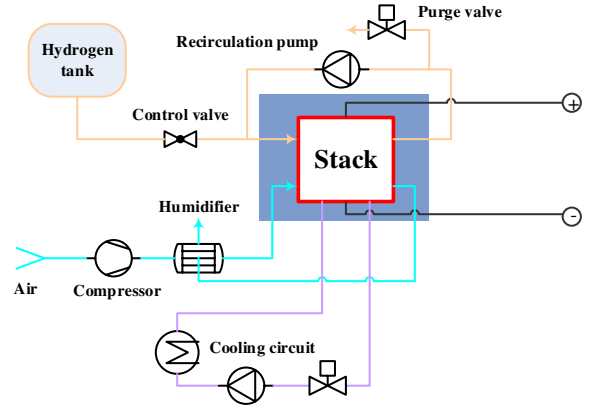 Purge valve
Hydrogen
tank
Recirculation pump
Control valve
+
Stack
Humidifier
-
Air
Compressor
Cooling circuit